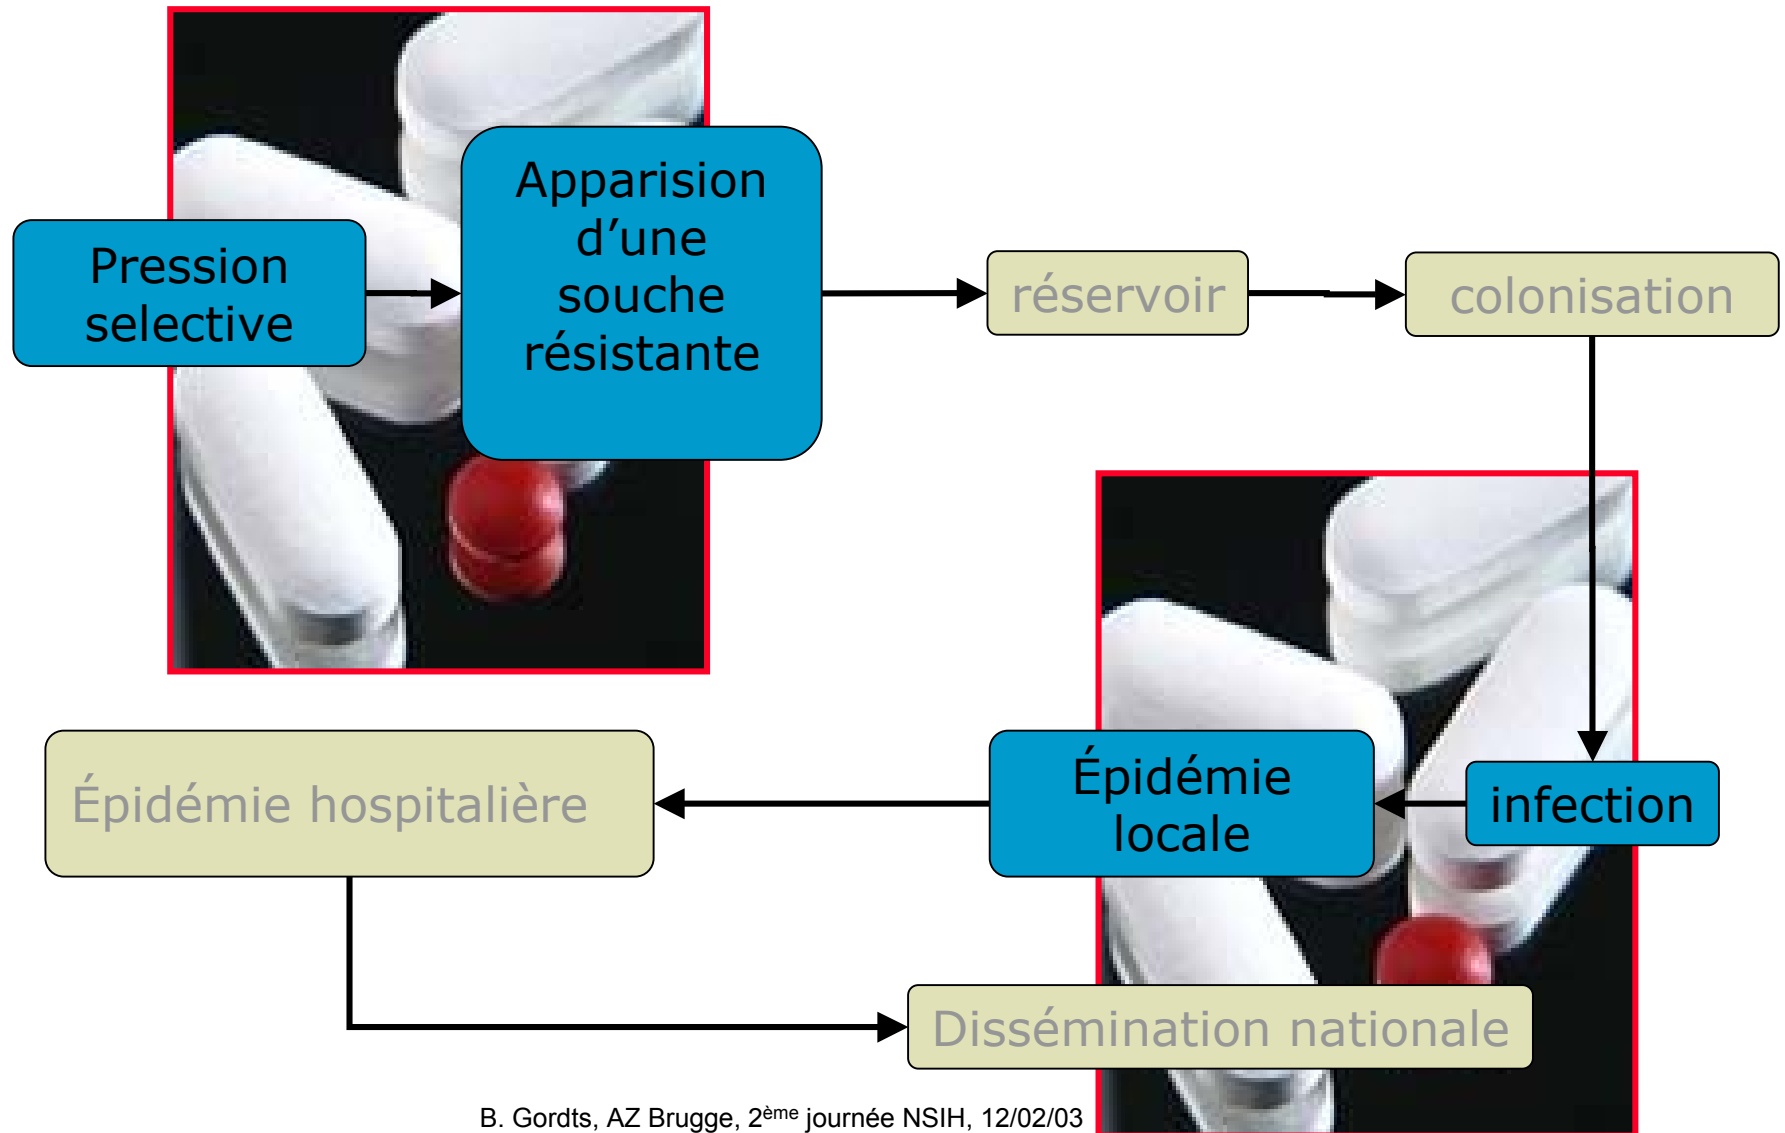 Pression
selective
Apparision
d’une
souche
résistante
réservoir
colonisation
infection
Épidémie
locale
Épidémie hospitalière
Dissémination nationale
B. Gordts, AZ Brugge, 2ème journée NSIH, 12/02/03